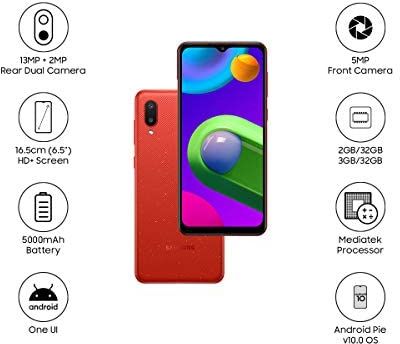 13MP + 2MP
Rear Dual Camera
16.5cm (6.5")
HD+ Screen
5000mAh
Battery
android
One UI
SAMSUNG
5MP
Front Camera
2GB/32GB
3GB/32GB
Mediatek
Processor
10
Android Pie
v10.0 OS